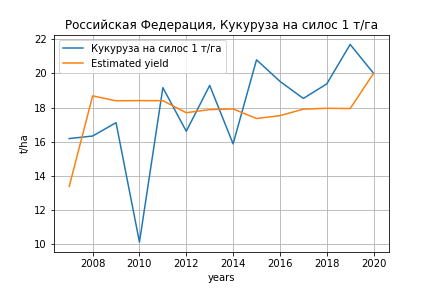 Российская Федерация, Кукуруза на силос 1 т/га
Кукуруза на силос 1 т/га
Estimated yield
t/ha
22
20
18
16
14
12
10
2008 2010 2012 2014 2016 2018 2020
years